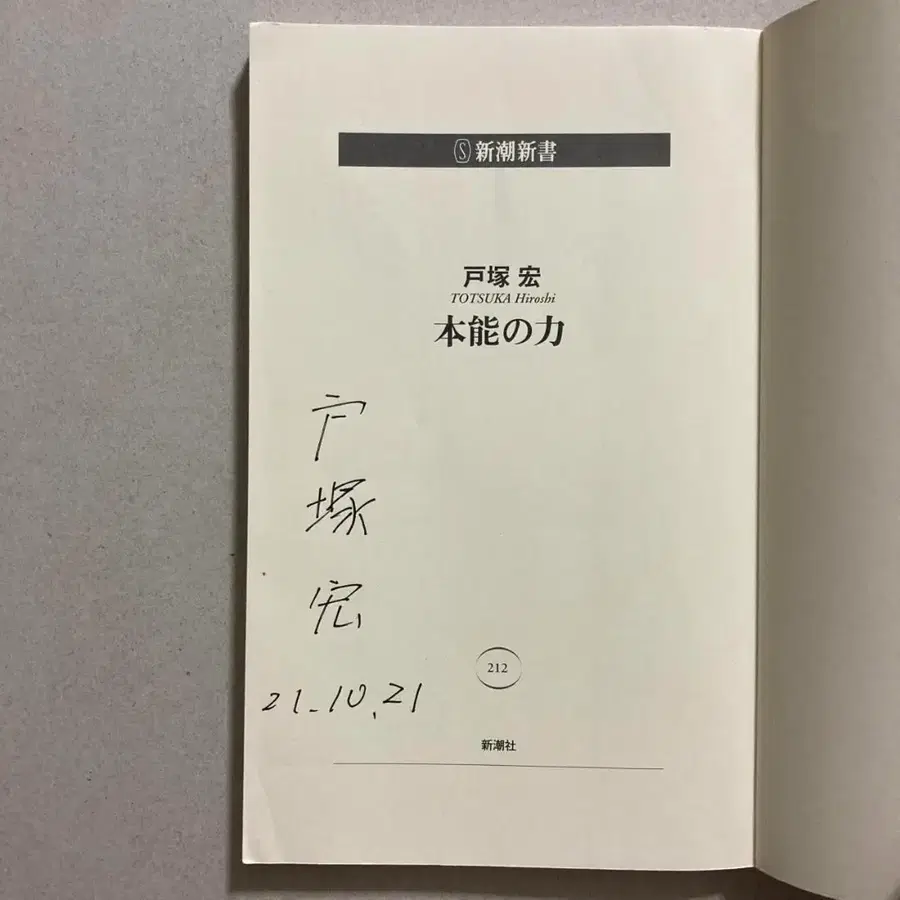 S 新潮新書
戸塚 宏
TOTSUKA Hiroshi
本能の力
戸
塚
宏
21.10.21
212
新潮社